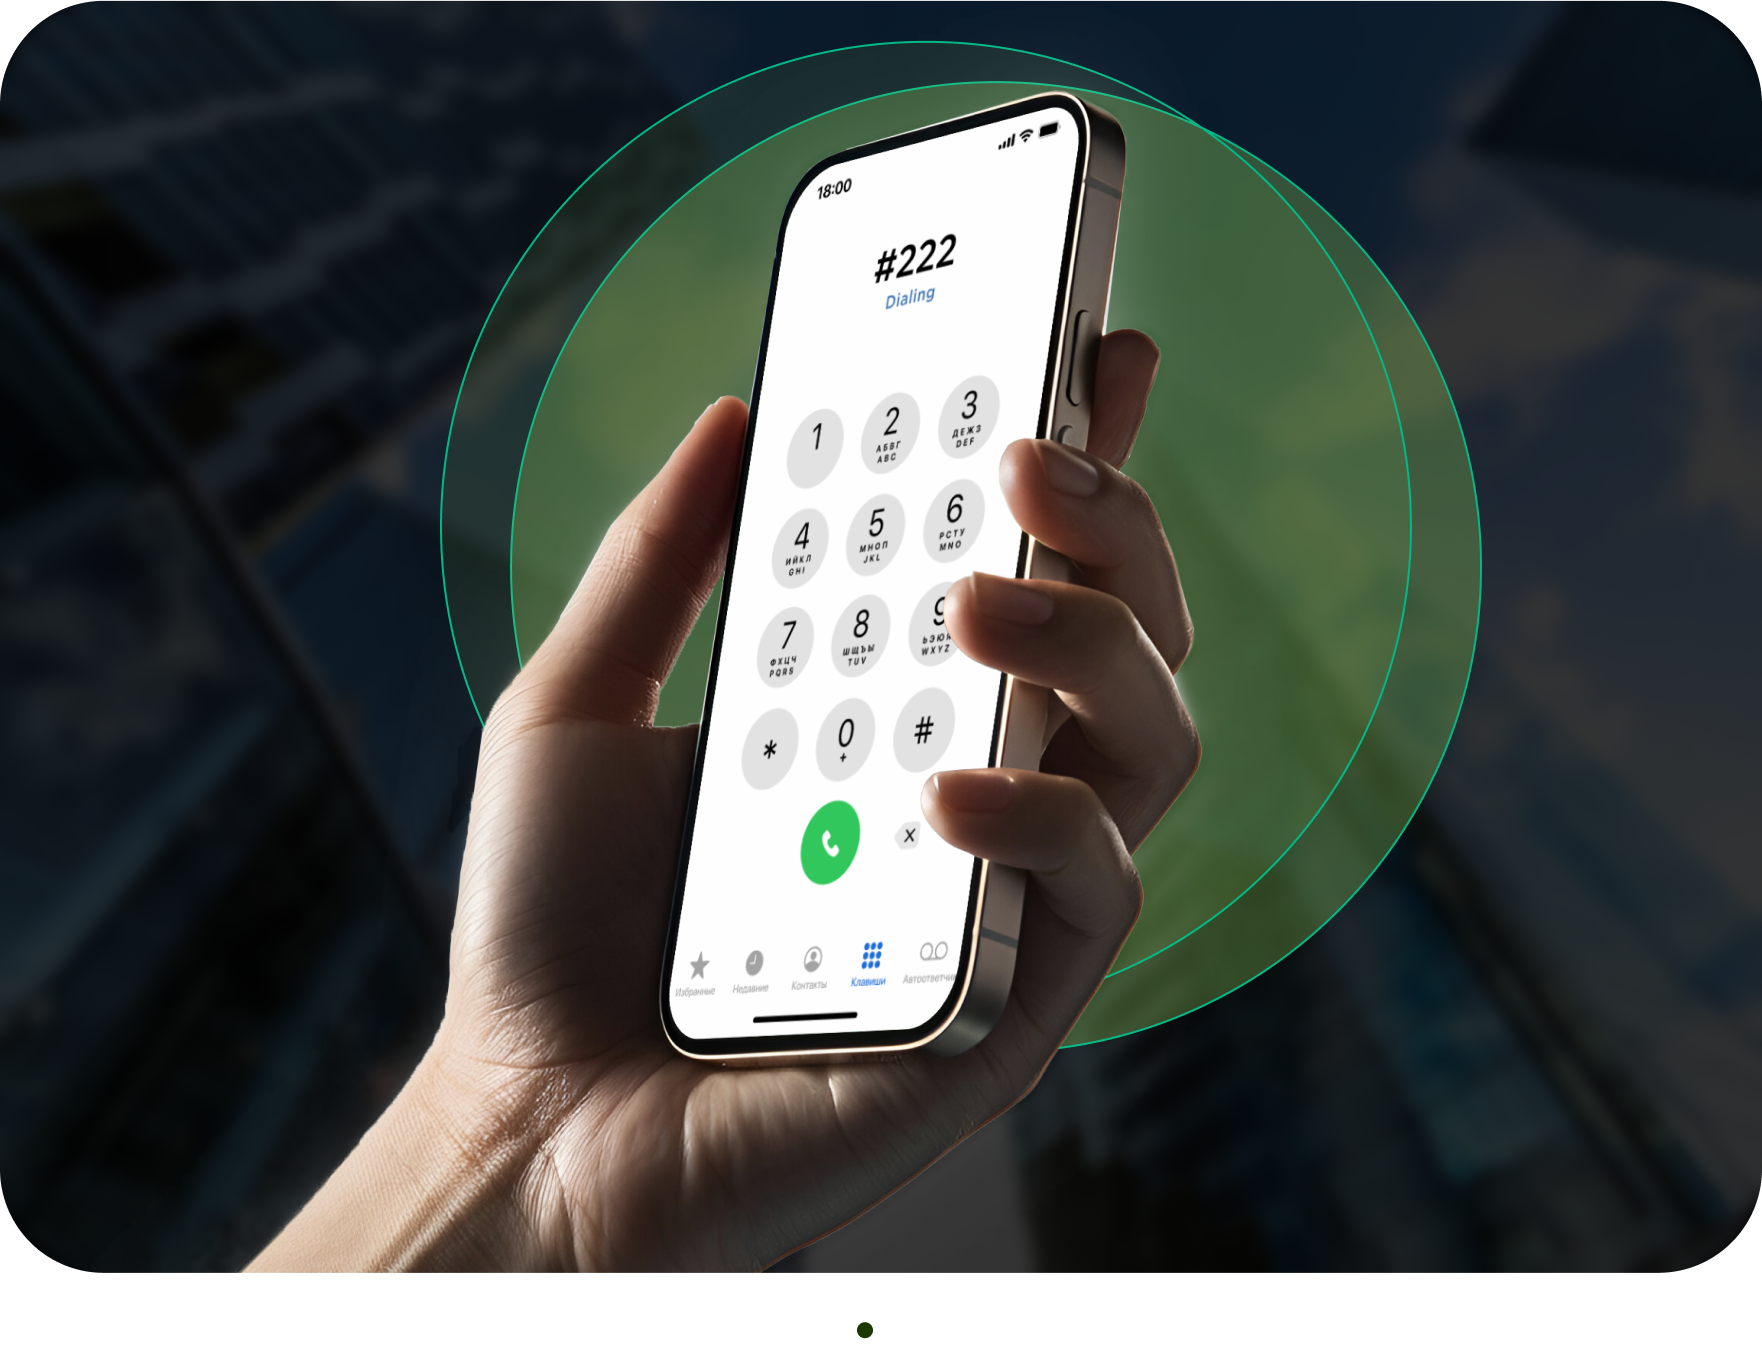 18:00
#222
Dialing
1
2
АБВГ
ABC
3
ДЕЖЗ
DEF
4
ИЙКЛ
GHI
5
МНОП
JKL
6
РСТУ
MNO
7
ФХЦЧ
PQRS
8
ШЩЪЫ
TUV
9
ЬЭЮЯ
WXYZ
*
0
+
#
Избранные
Недавние
Контакты
Клавиши
Автоответчик